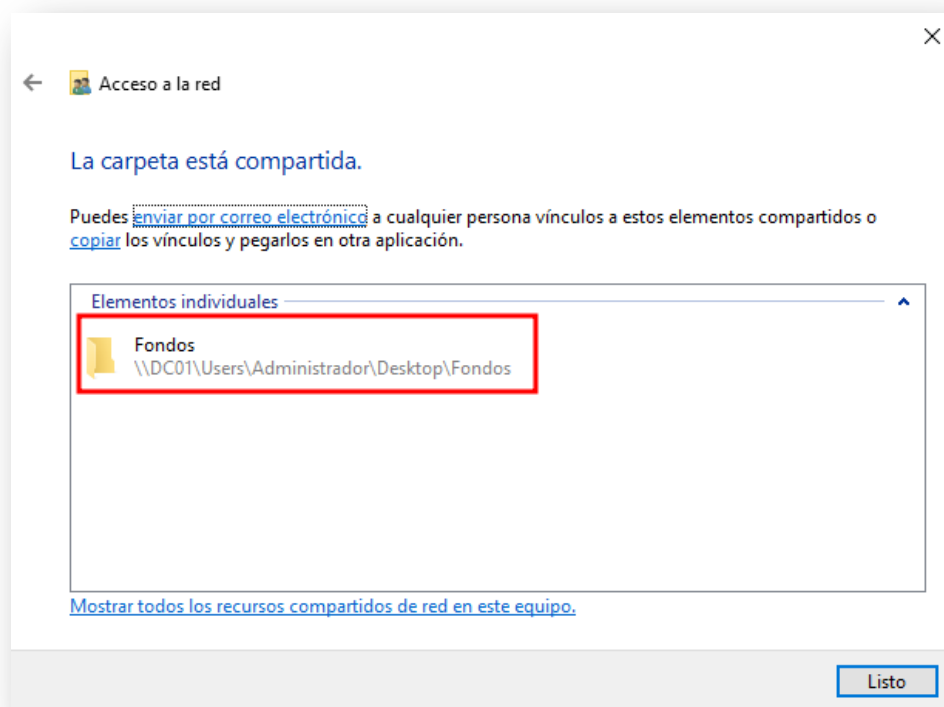 Acceso a la red
La carpeta está compartida.
Puedes enviar por correo electrónico a cualquier persona vínculos a estos elementos compartidos o
copiar los vínculos y pegarlos en otra aplicación.
Elementos individuales
Fondos
\\DC01\Users\Administrador\Desktop\Fondos
Mostrar todos los recursos compartidos de red en este equipo.
Listo